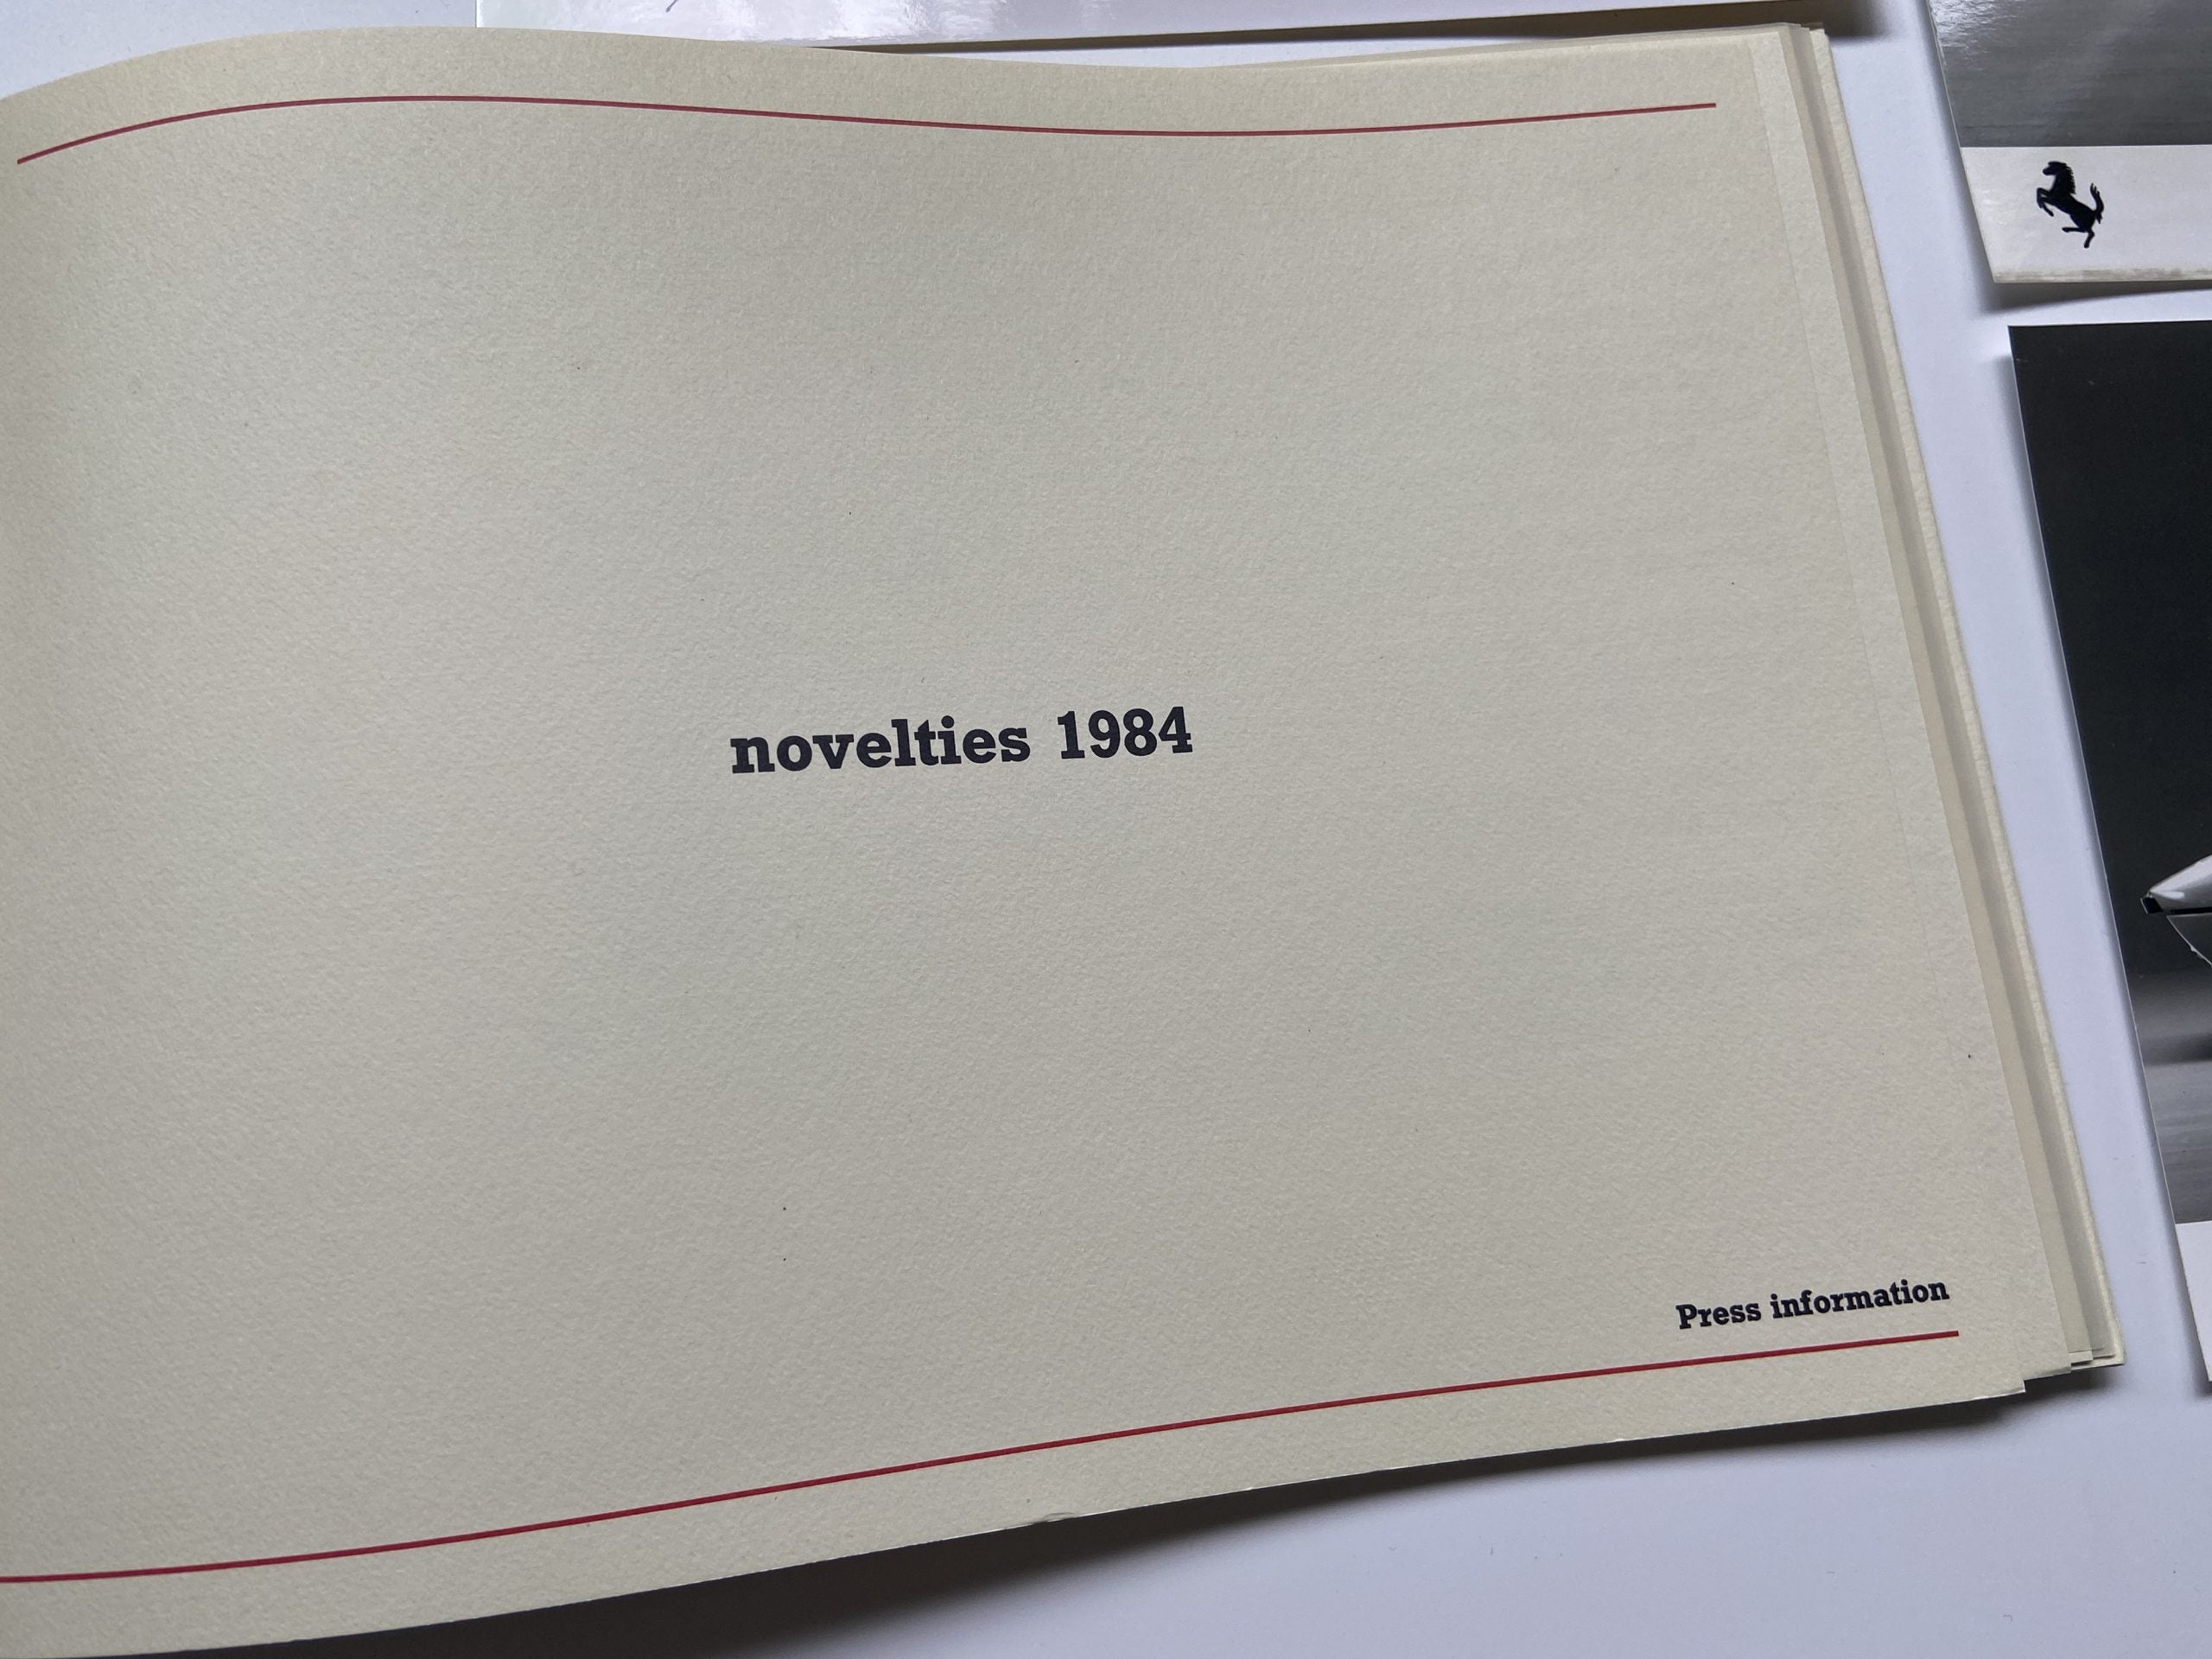 novelties 1984
Press information